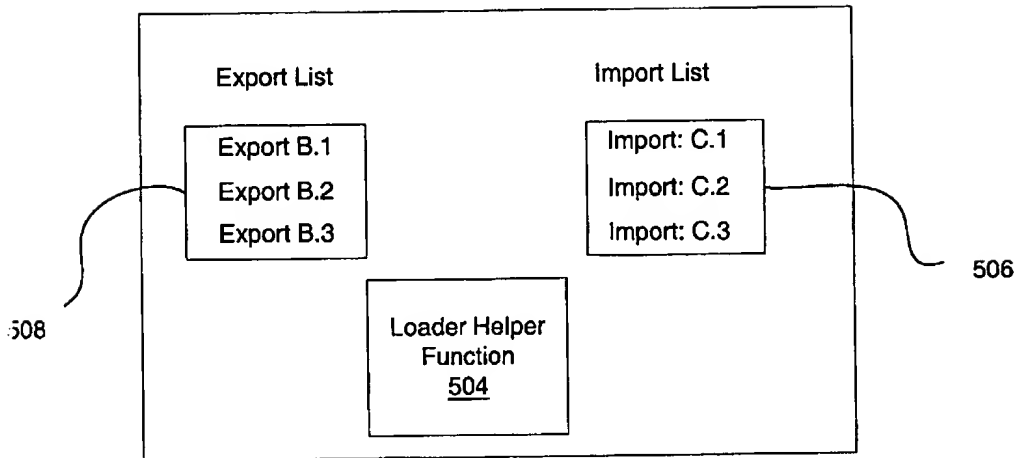 Export List
Import List
Export B.1
Export B.2
Export B.3
Import: C.1
Import: C.2
Import: C.3
506
508
Loader Helper
Function
504